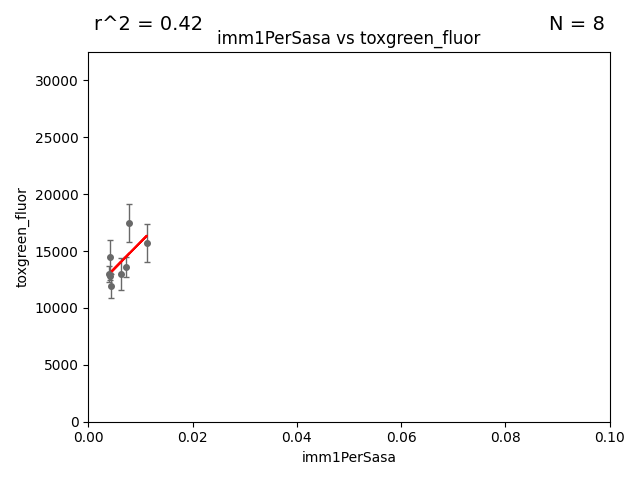 r^2 = 0.42
N = 8
imm1PerSasa vs toxgreen_fluor
30000
25000
20000
15000
10000
5000
0
toxgreen_fluor
0.00 0.02 0.04 0.06 0.08 0.10
imm1PerSasa